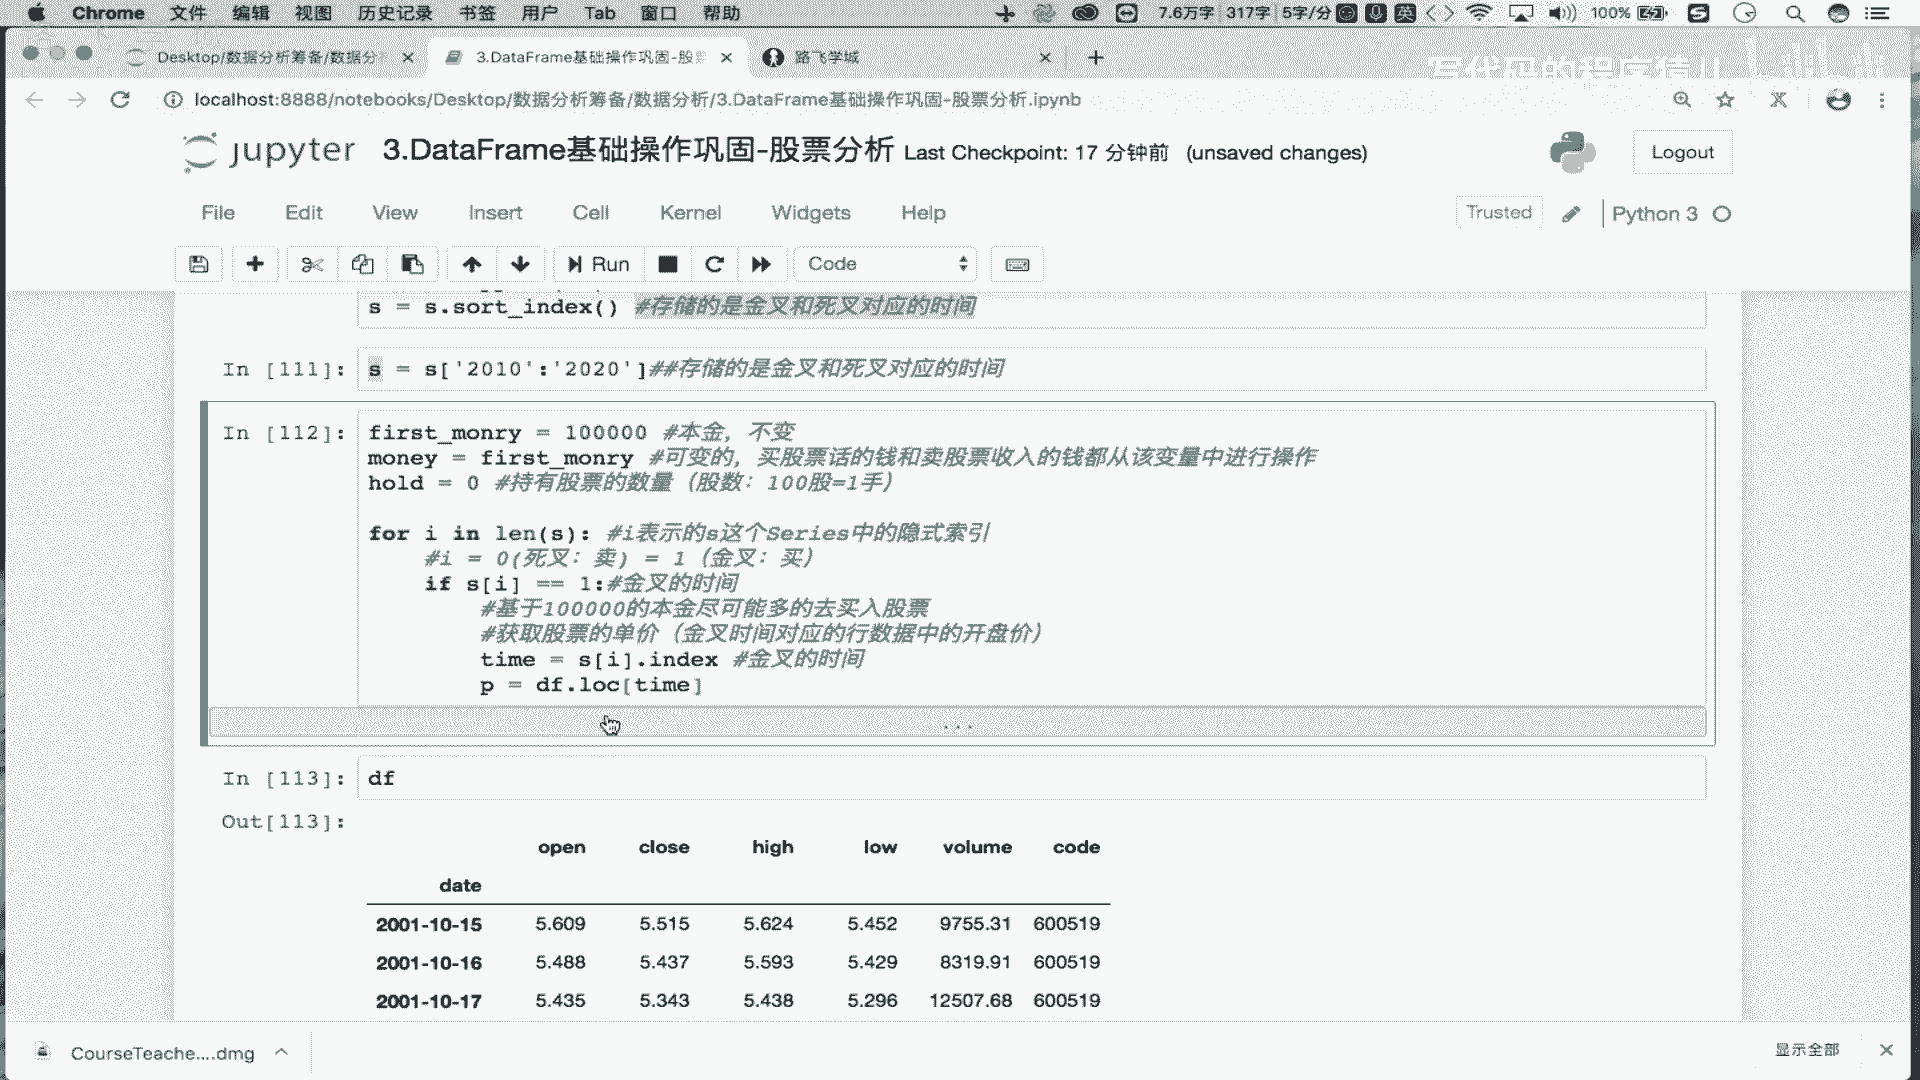 Chrome 文件 编辑 视图 历史记录 书签 用户 Tab 窗口 帮助 7.6万字 317字 5字/分 英 100%
Desktop/数据分析筹备/数据分 3.DataFrame基础操作巩固-股 路飞学城
localhost:8888/notebooks/Desktop/数据分析筹备/数据分析/3.DataFrame基础操作巩固-股票分析.ipynb
jupyter 3.DataFrame基础操作巩固-股票分析 Last Checkpoint: 17 分钟前 (unsaved changes) Logout
File Edit View Insert Cell Kernel Widgets Help Trusted Python 3
Run Code
s = s.sort_index() #存储的是金叉和死叉对应的时间
In [111]: s = s['2010':'2020']##存储的是金叉和死叉对应的时间
In [112]: first_monry = 100000 #本金，不变
money = first_monry #可变的，买股票话的钱和卖股票收入的钱都从该变量中进行操作
hold = 0 #持有股票的数量（股数：100股=1手）
for i in len(s): #i表示的s这个Series中的隐式索引
#i = 0(死叉：卖) = 1（金叉：买）
if s[i] == 1:#金叉的时间
#基于100000的本金尽可能多的去买入股票
#获取股票的单价（金叉时间对应的行数据中的开盘价）
time = s[i].index #金叉的时间
p = df.loc[time]
...
In [113]: df
Out[113]:
open close high low volume code
date
2001-10-15 5.609 5.515 5.624 5.452 9755.31 600519
2001-10-16 5.488 5.437 5.593 5.429 8319.91 600519
2001-10-17 5.435 5.343 5.438 5.296 12507.68 600519
CourseTeache....dmg 显示全部